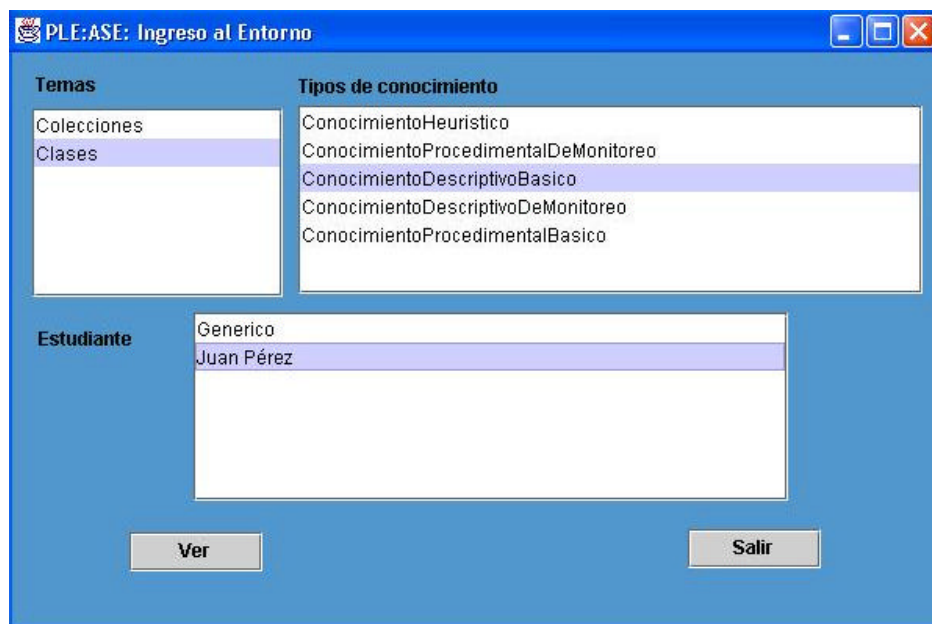 PLE:ASE: Ingreso al Entorno
Temas
Tipos de conocimiento
Colecciones
Clases
ConocimientoHeuristico
ConocimientoProcedimentalDeMonitoreo
ConocimientoDescriptivoBasico
ConocimientoDescriptivoDeMonitoreo
ConocimientoProcedimentalBasico
Estudiante
Generico
Juan Pérez
Ver
Salir